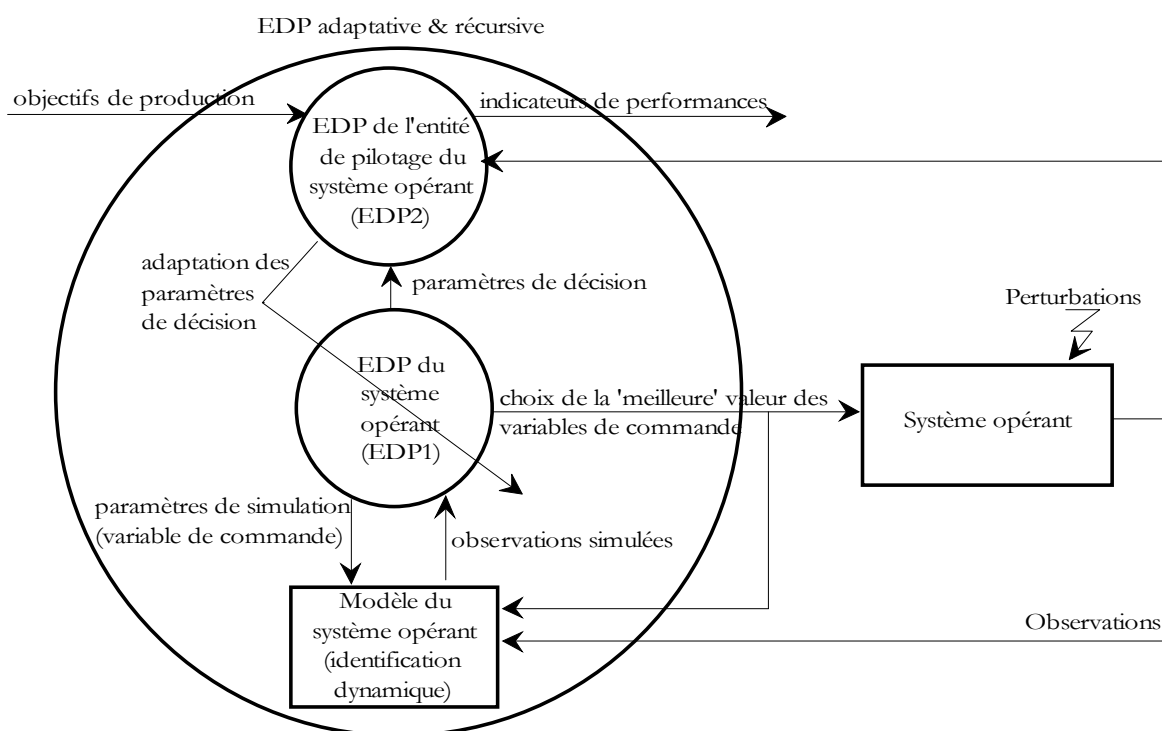 EDP adaptative & récursive
objectifs de production
indicateurs de performances
EDP de l'entité
de pilotage du
système opérant
(EDP2)
adaptation des
paramètres
de décision
paramètres de décision
Perturbations
EDP du
système
opérant
(EDP1)
choix de la 'meilleure' valeur des
variables de commande
Système opérant
paramètres de simulation
(variable de commande)
observations simulées
Modèle du
système opérant
(identification
dynamique)
Observations